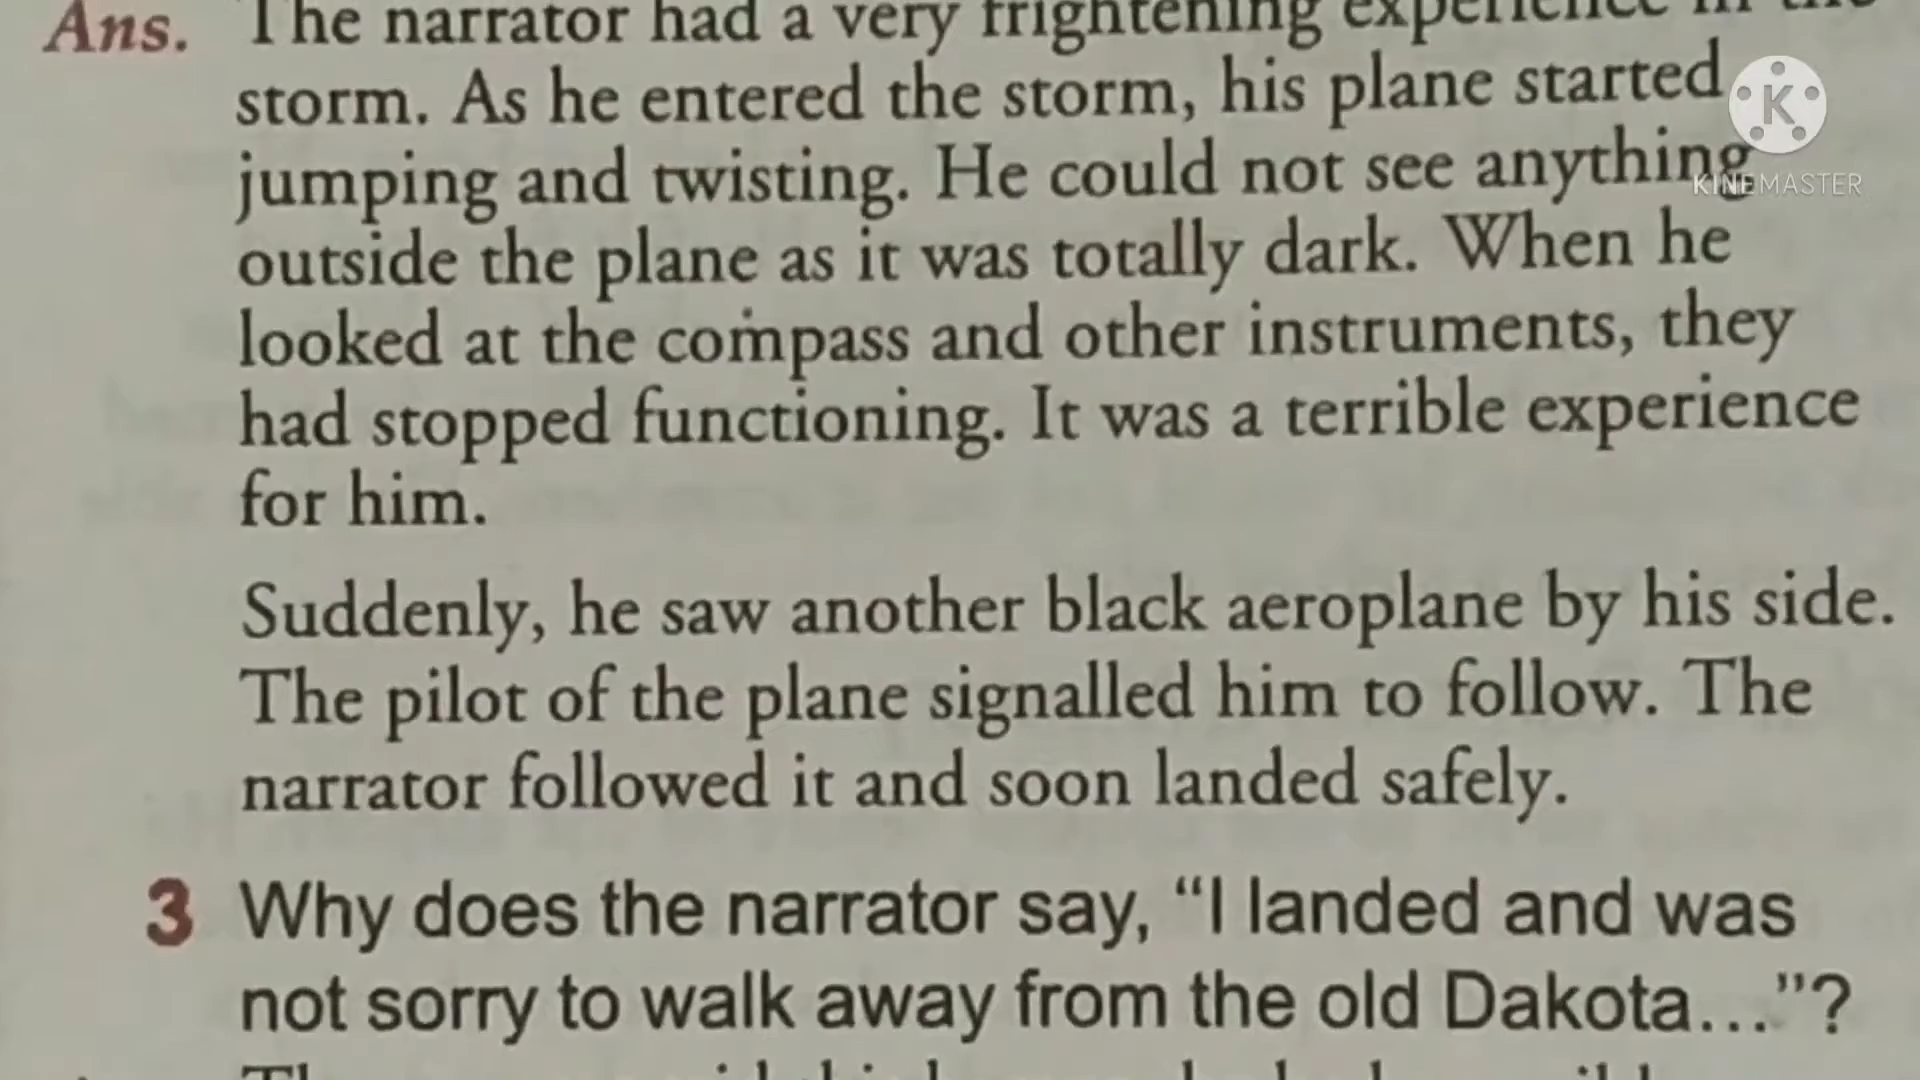 Ans. The narrator had a very frightening experience in the
storm. As he entered the storm, his plane started
jumping and twisting. He could not see anything
outside the plane as it was totally dark. When he
looked at the compass and other instruments, they
had stopped functioning. It was a terrible experience
for him.
Suddenly, he saw another black aeroplane by his side.
The pilot of the plane signalled him to follow. The
narrator followed it and soon landed safely.
3 Why does the narrator say, “I landed and was
not sorry to walk away from the old Dakota...”?
K
KINEMASTER